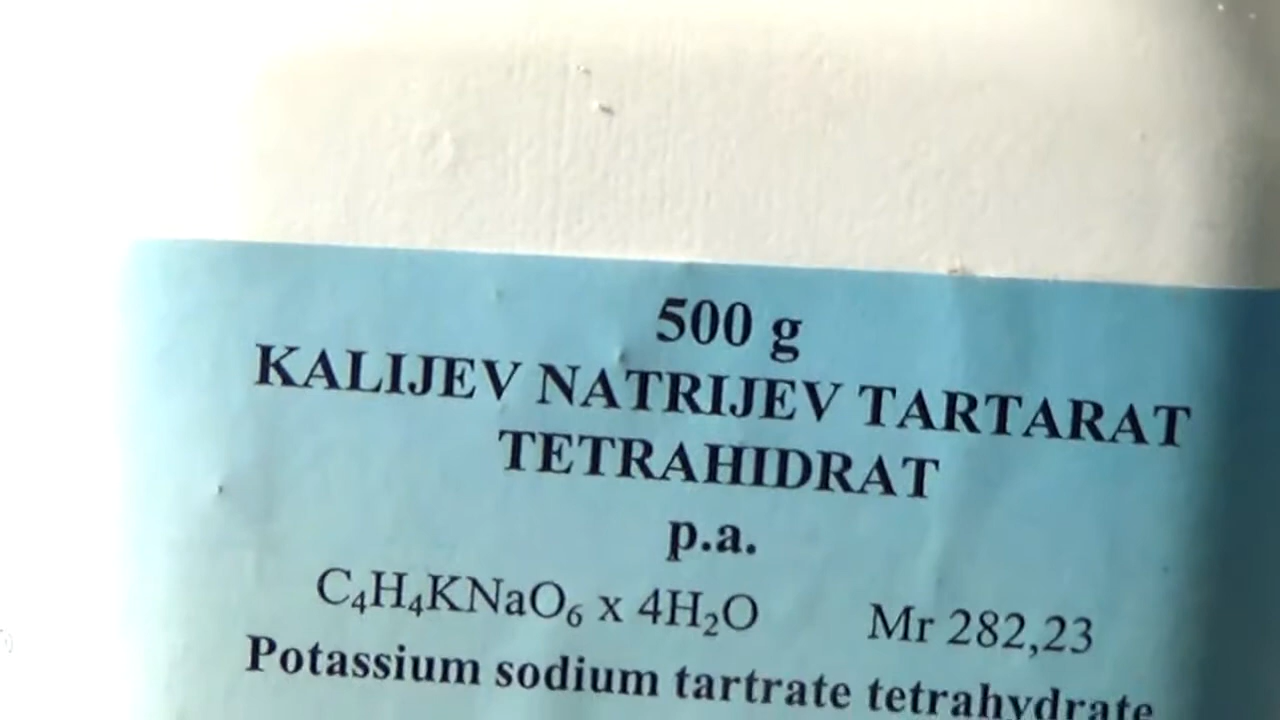 500 g
KALIJEV NATRIJEV TARTARAT
TETRAHIDRAT
p.a.
C₄H₄KNaO₆ x 4H₂O Mr 282,23
Potassium sodium tartrate tetrahydrate